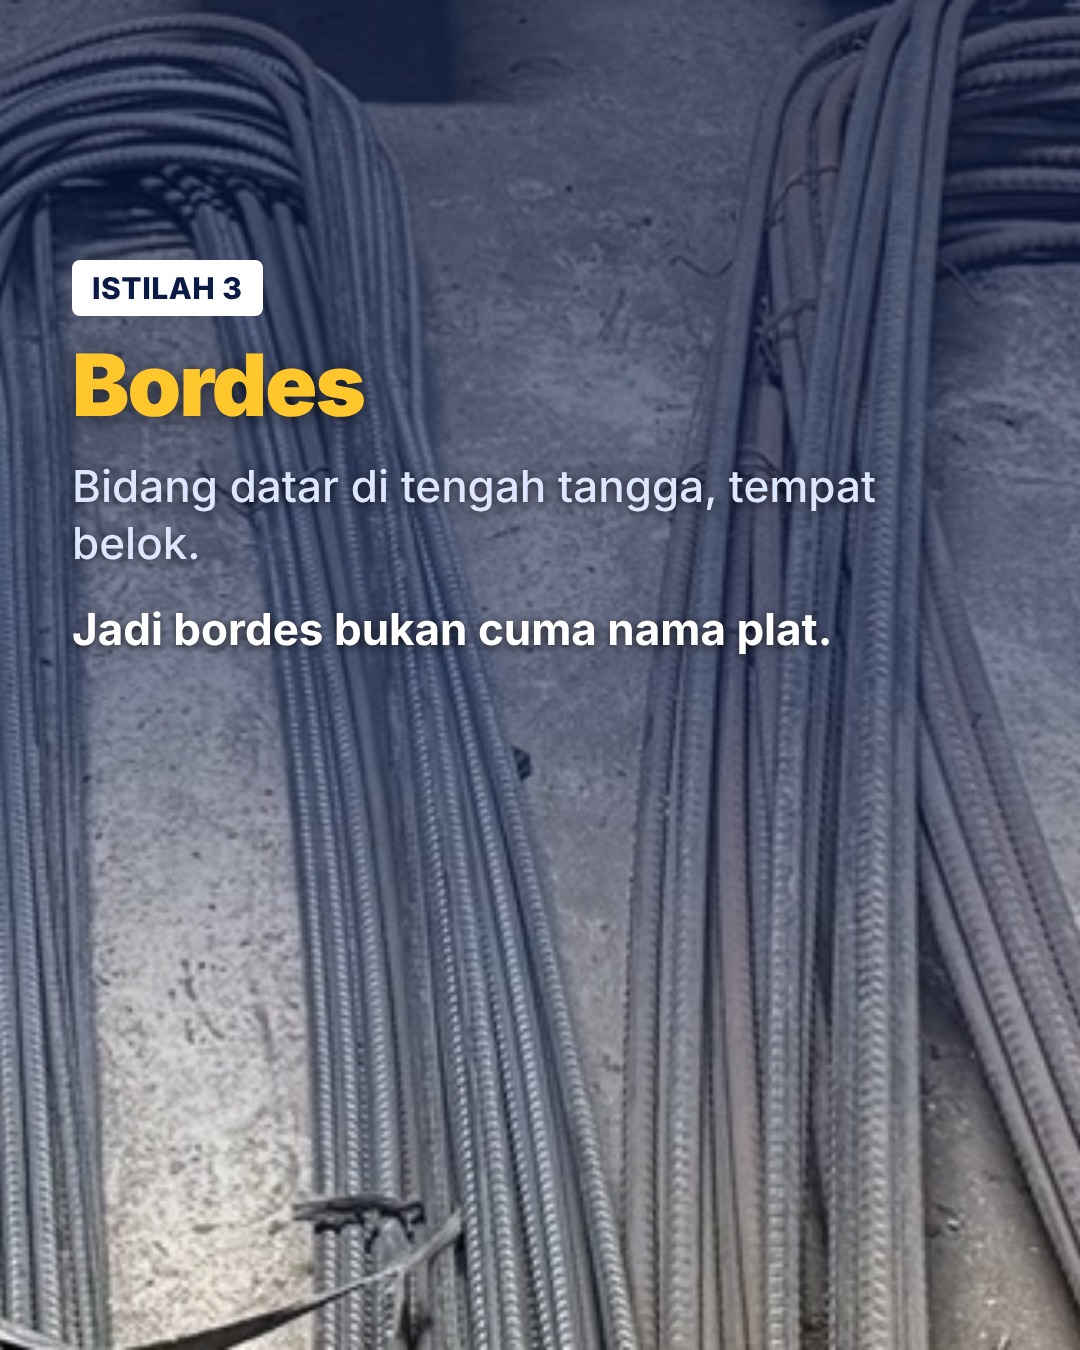 ISTILAH 3
Bordes
Bidang datar di tengah tangga, tempat
belok.
Jadi bordes bukan cuma nama plat.